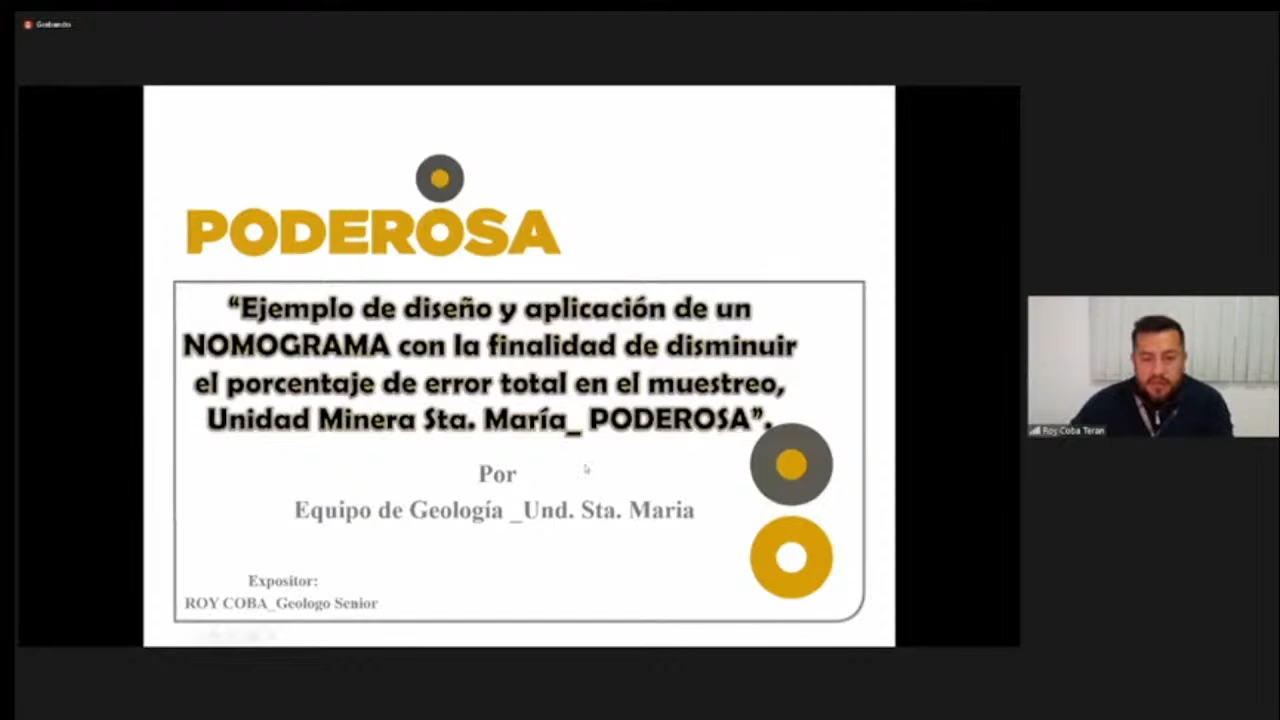 Grabando
PODEROSA
“Ejemplo de diseño y aplicación de un
NOMOGRAMA con la finalidad de disminuir
el porcentaje de error total en el muestreo,
Unidad Minera Sta. María_ PODEROSA”.
Por
Equipo de Geología _Und. Sta. Maria
Expositor:
ROY COBA_Geologo Senior
Roy Coba Teran